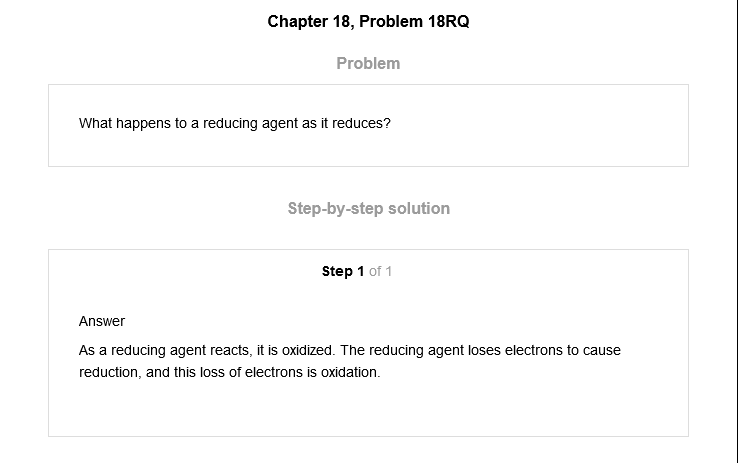 Chapter 18, Problem 18RQ
Problem
What happens to a reducing agent as it reduces?
Step-by-step solution
Step 1 of 1
Answer
As a reducing agent reacts, it is oxidized. The reducing agent loses electrons to cause
reduction, and this loss of electrons is oxidation.